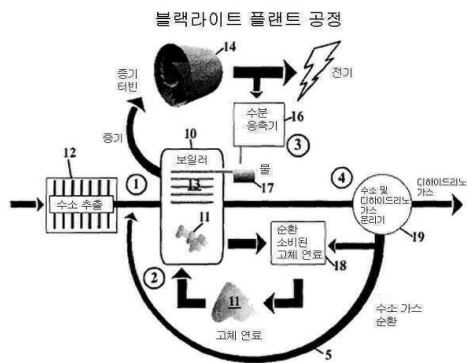 블랙라이트 플랜트 공정
14
증기
터빈
전기
수분
응축기
16
10
3
증기
보일러
12
물
1
13
17
4
수소 추출
수소 및
디하이드리노
가스
분리기
디하이드리노
가스
11
순환
소비된
고체 연료
18
19
2
11
고체 연료
수소 가스
순환
5